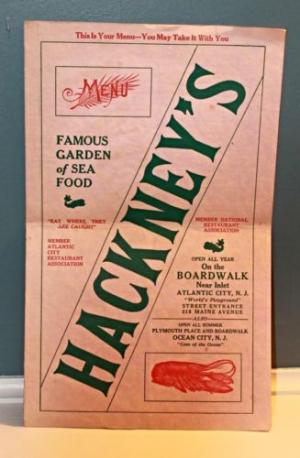 This Is Your Menu—You May Take It With You
MENU
HACKNEY'S
FAMOUS
GARDEN
of SEA
FOOD
"EAT WHERE THEY
ARE CAUGHT"
MEMBER
ATLANTIC
CITY
RESTAURANT
ASSOCIATION
MEMBER NATIONAL
RESTAURANT
ASSOCIATION
OPEN ALL YEAR
On the
BOARDWALK
Near Inlet
ATLANTIC CITY, N. J.
"World's Playground"
STREET ENTRANCE
216 MAINE AVENUE
ALSO
OPEN ALL SUMMER
PLYMOUTH PLACE AND BOARDWALK
OCEAN CITY, N. J.
"Gem of the Ocean"